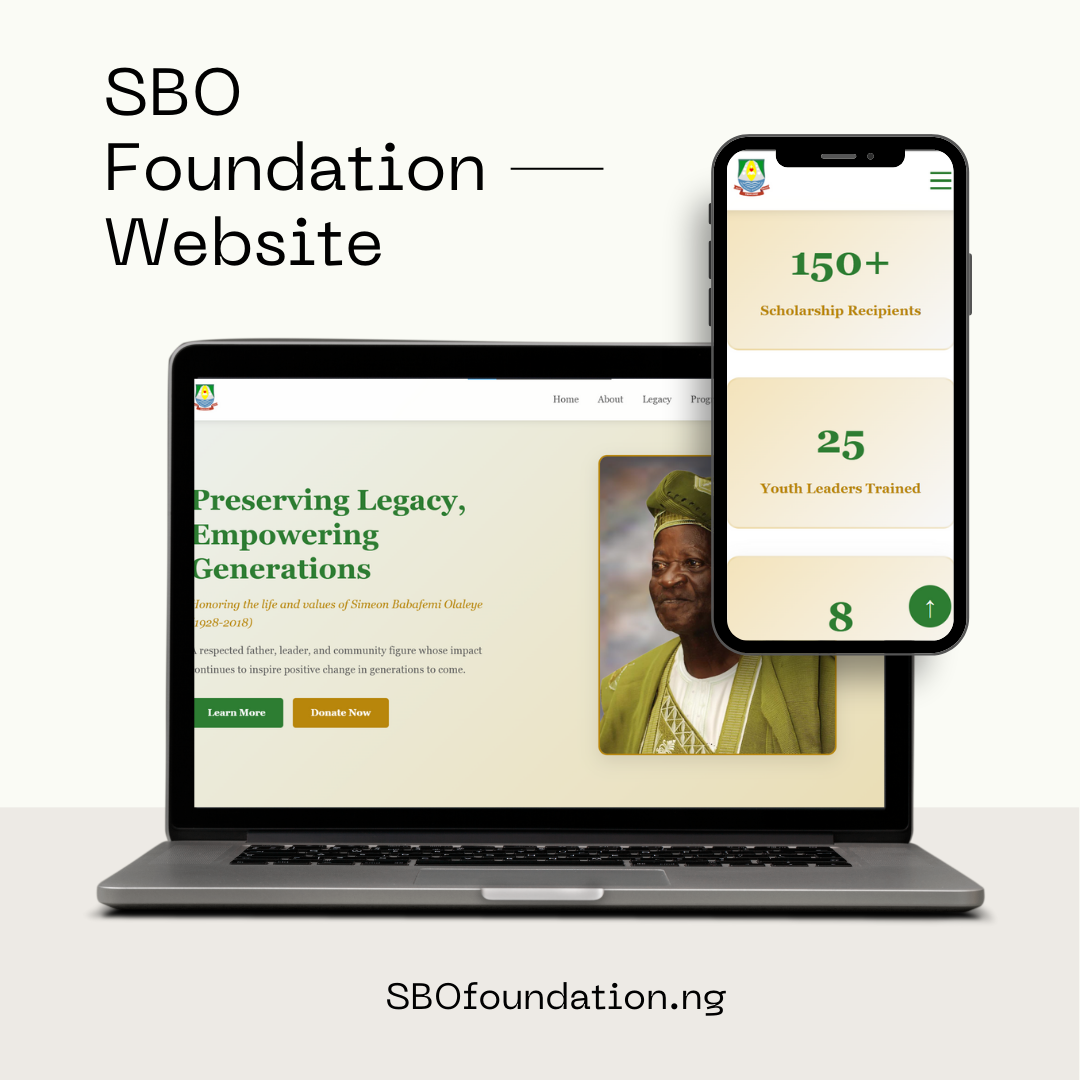 SBO
Foundation
Website
Home About Legacy
Preserving Legacy,
Empowering
Generations
Honoring the life and values of Simeon Babafemi Olaleye
1928-2018)
A respected father, leader, and community figure whose impact
continues to inspire positive change in generations to come.
Learn More Donate Now
150+
Scholarship Recipients
25
Youth Leaders Trained
8
SBOfoundation.ng